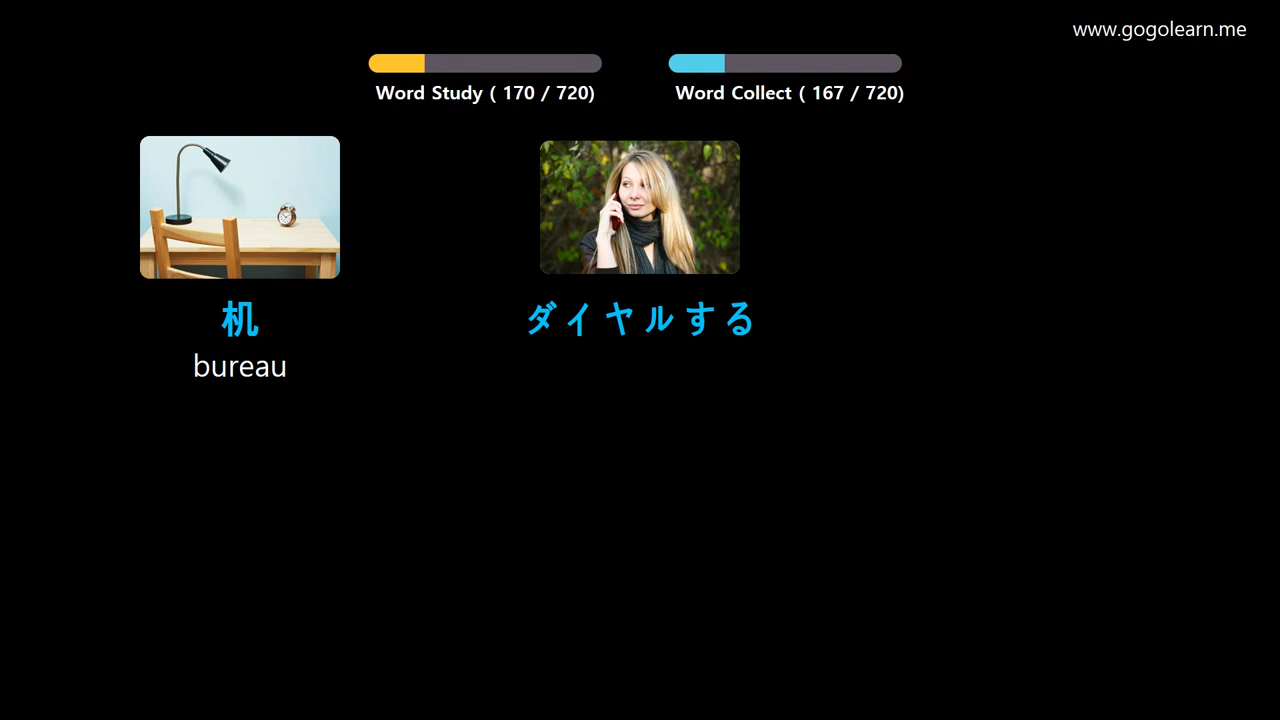 www.gogolearn.me
Word Study ( 170 / 720)
Word Collect ( 167 / 720)
机
bureau
ダイヤルする